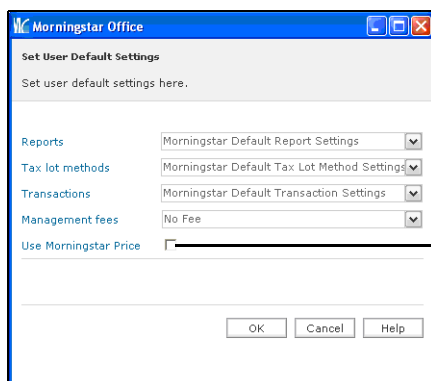 Morningstar Office
Set User Default Settings
Set user default settings here.
Reports Morningstar Default Report Settings
Tax lot methods Morningstar Default Tax Lot Method Settings
Transactions Morningstar Default Transaction Settings
Management fees No Fee
Use Morningstar Price
OK Cancel Help